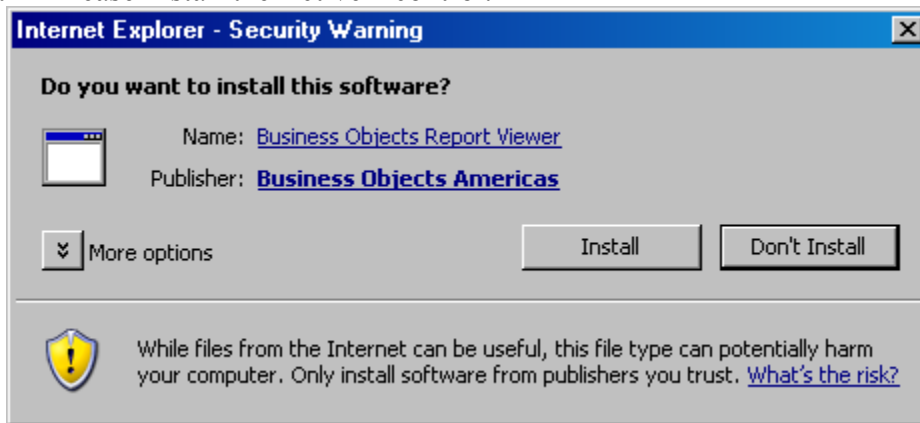 Internet Explorer - Security Warning
Do you want to install this software?
Name: Business Objects Report Viewer
Publisher: Business Objects Americas
More options
Install
Don't Install
While files from the Internet can be useful, this file type can potentially harm
your computer. Only install software from publishers you trust. What's the risk?